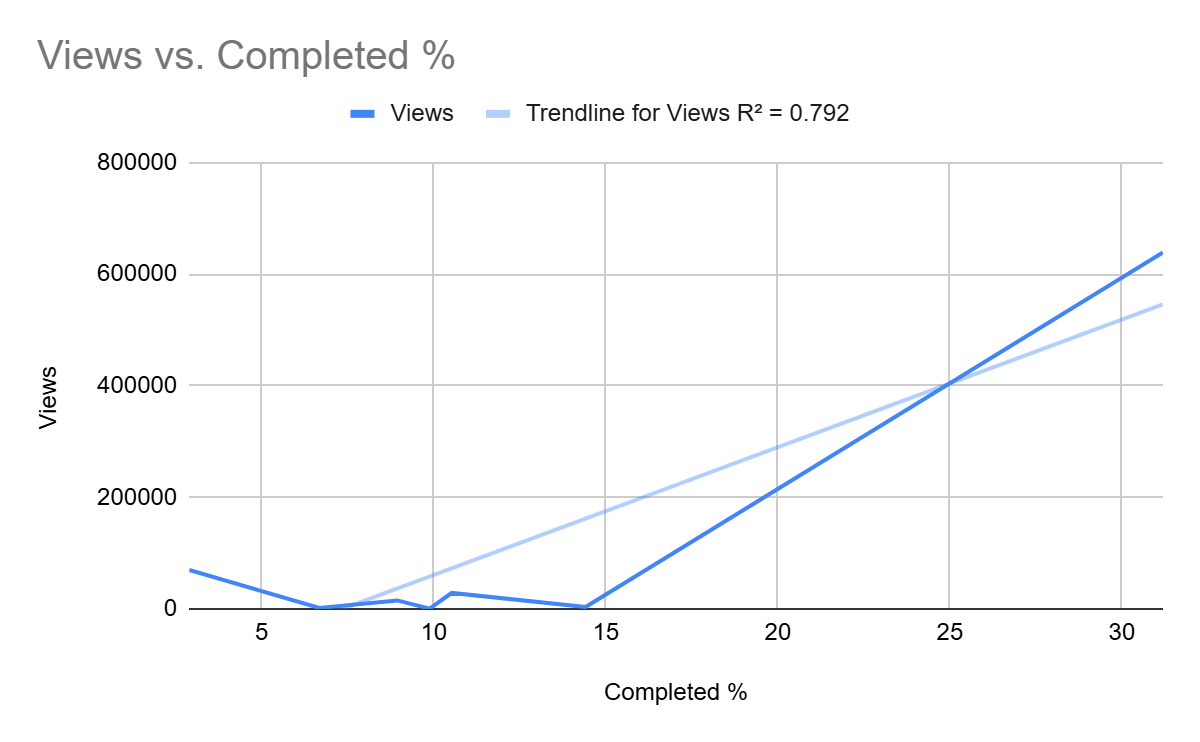 Views vs. Completed %
Views
Trendline for Views R² = 0.792
800000
600000
400000
200000
0
Views
5
10
15
20
25
30
Completed %